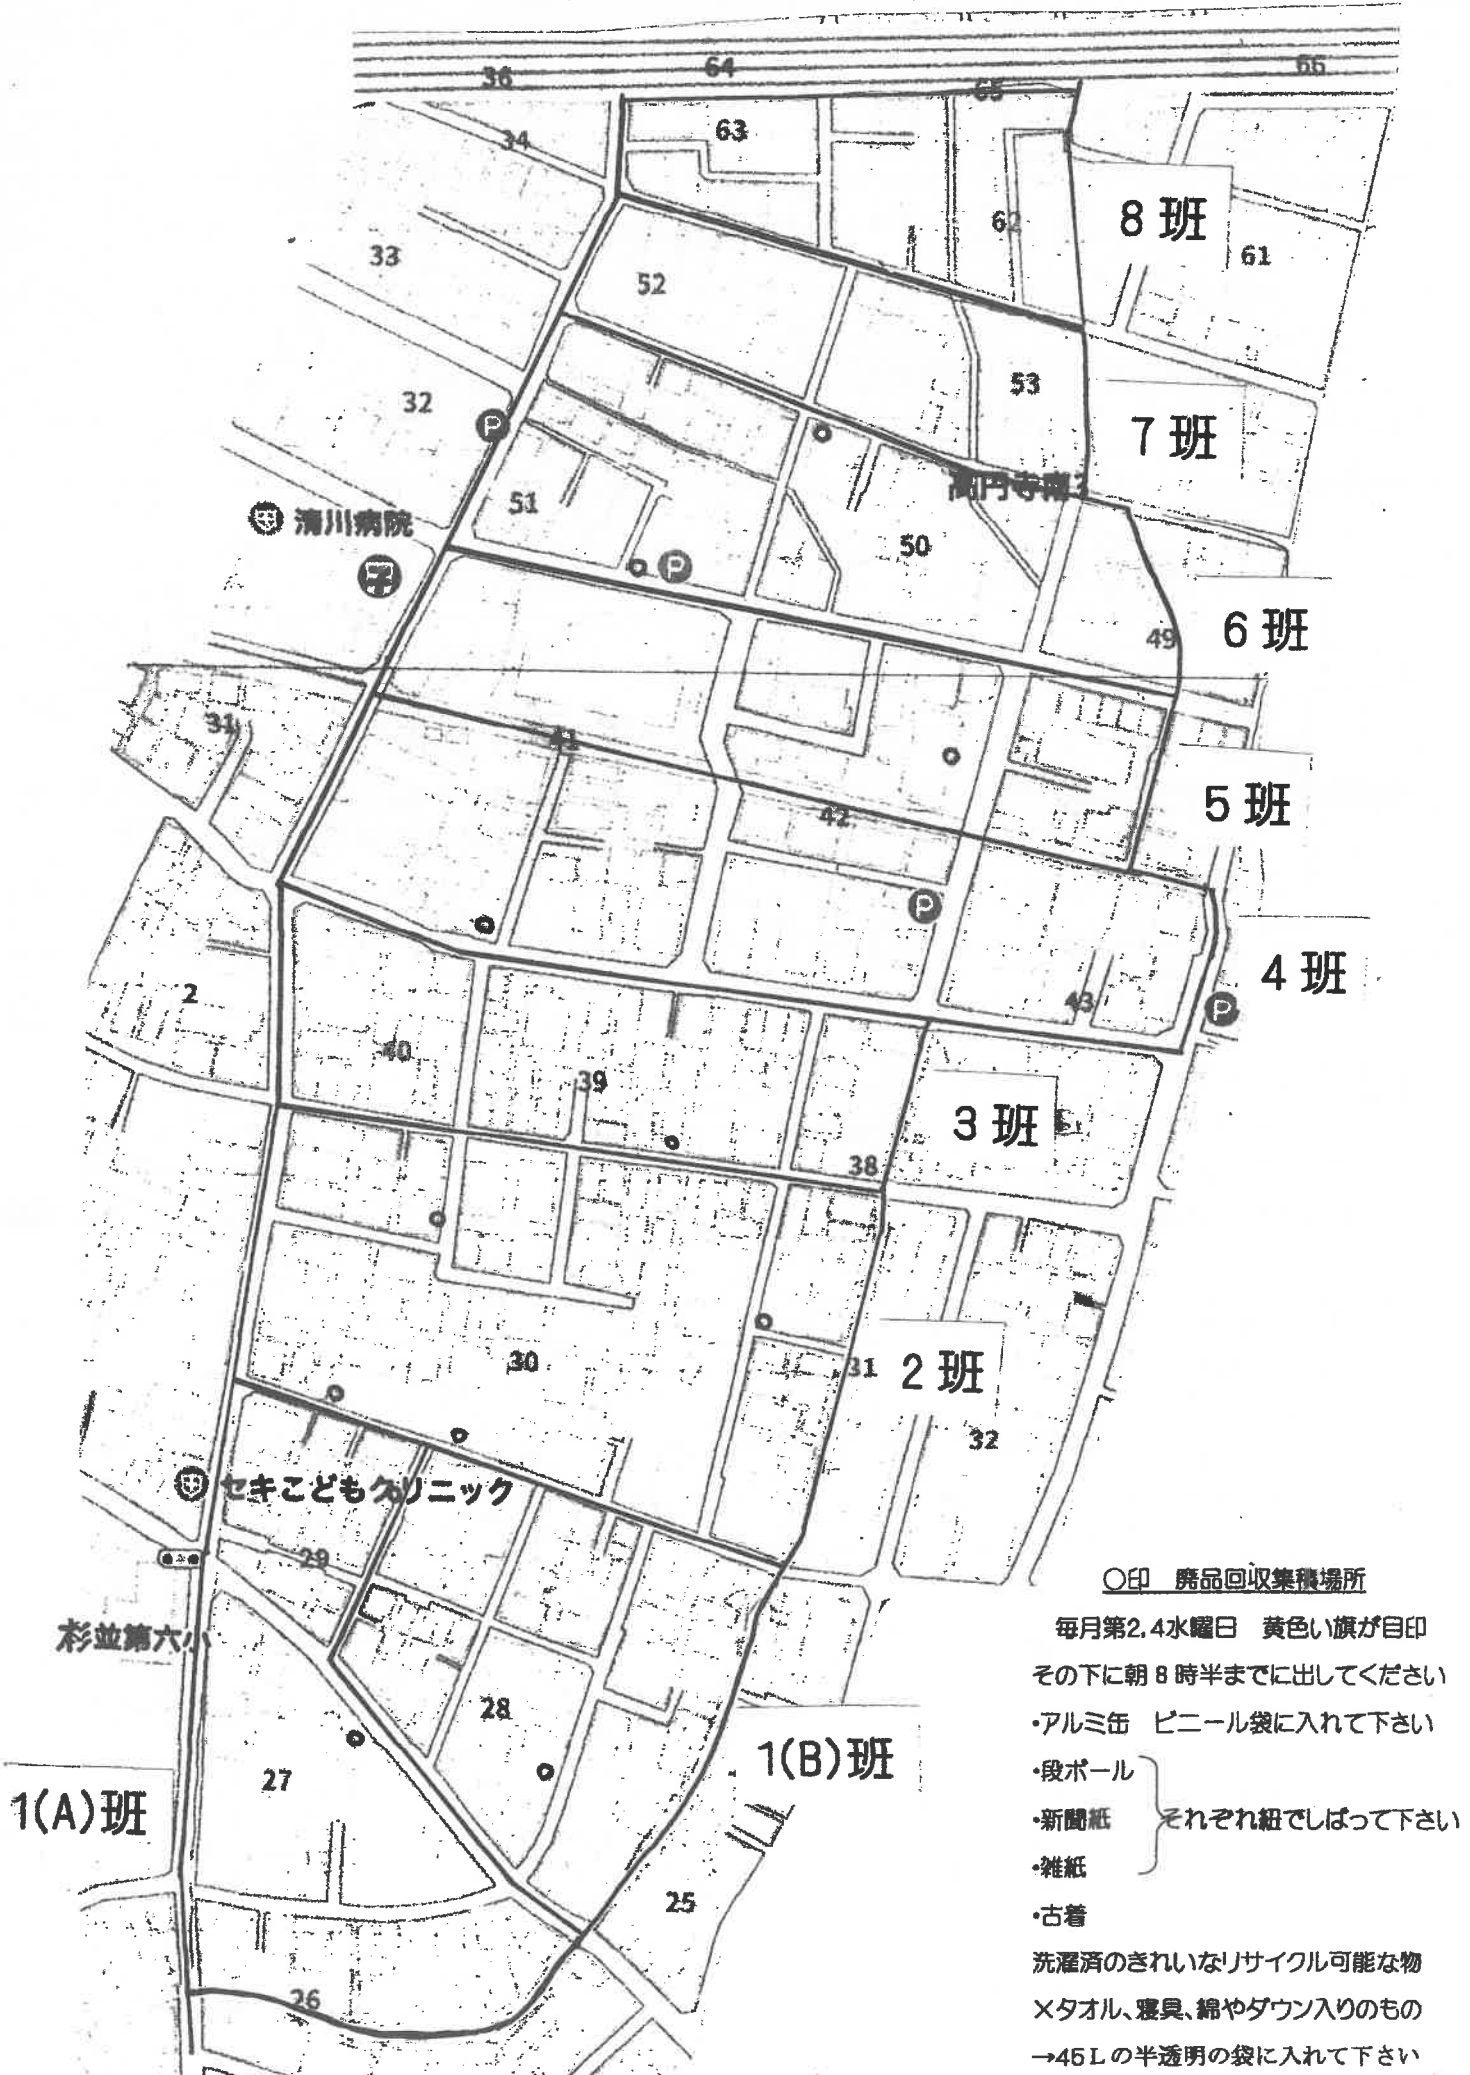 36
64
65
66
34
63
33
52
62
8班
61
32
53
7班
51
高円寺南3
清川病院
50
49
6班
31
41
42
5班
2
4班
43
40
39
3班
38
30
31
2班
32
セキこどもクリニック
29
杉並第六小
28
27
1(A)班
1(B)班
25
26
P
P
P
P
〇印 廃品回収集積場所
毎月第2,4水曜日 黄色い旗が目印
その下に朝8時半までに出してください
・アルミ缶 ビニール袋に入れて下さい
・段ボール
・新聞紙 それぞれ紐でしばって下さい
・雑紙
・古着
洗濯済のきれいなリサイクル可能な物
×タオル、寝具、綿やダウン入りのもの
→45Lの半透明の袋に入れて下さい